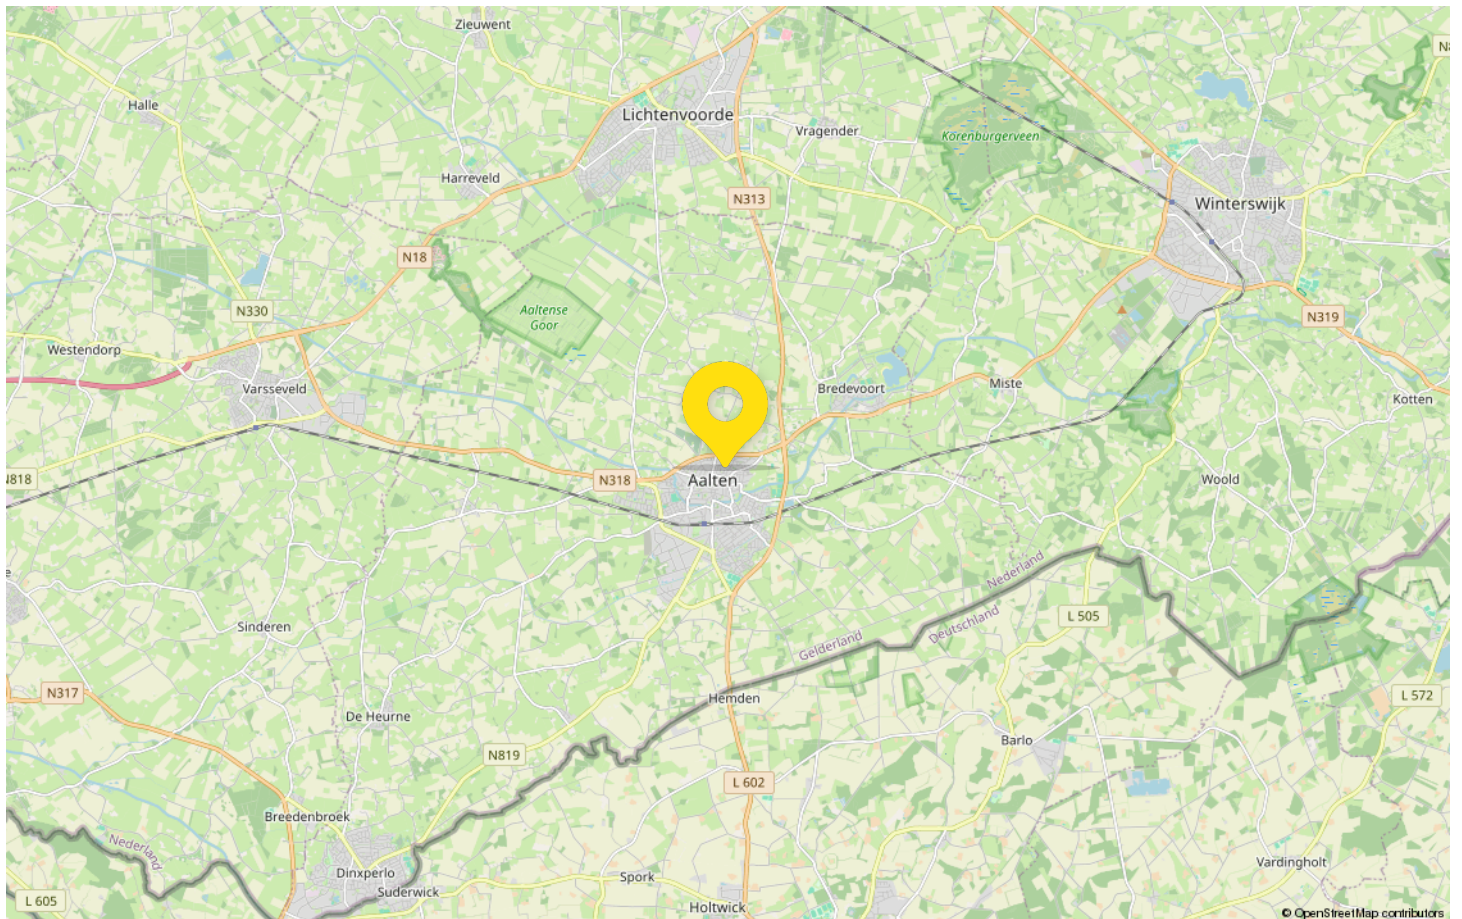 Zieuwent
N8
Halle
Lichtenvoorde
Vragender
Korenburgerveen
Harreveld
N313
Winterswijk
N18
Aaltense
Goor
N330
N319
Westendorp
Varsseveld
Bredevoort
Miste
Kotten
N818
N318
Aalten
Woold
Nederland
e
L 505
Sinderen
Gelderland
Deutschland
N317
Hemden
L 572
De Heurne
Barlo
N819
L 602
Breedenbroek
Nederland
Vardingholt
Dinxperlo
Spork
Suderwick
L 605
Holtwick
© OpenStreetMap contributors